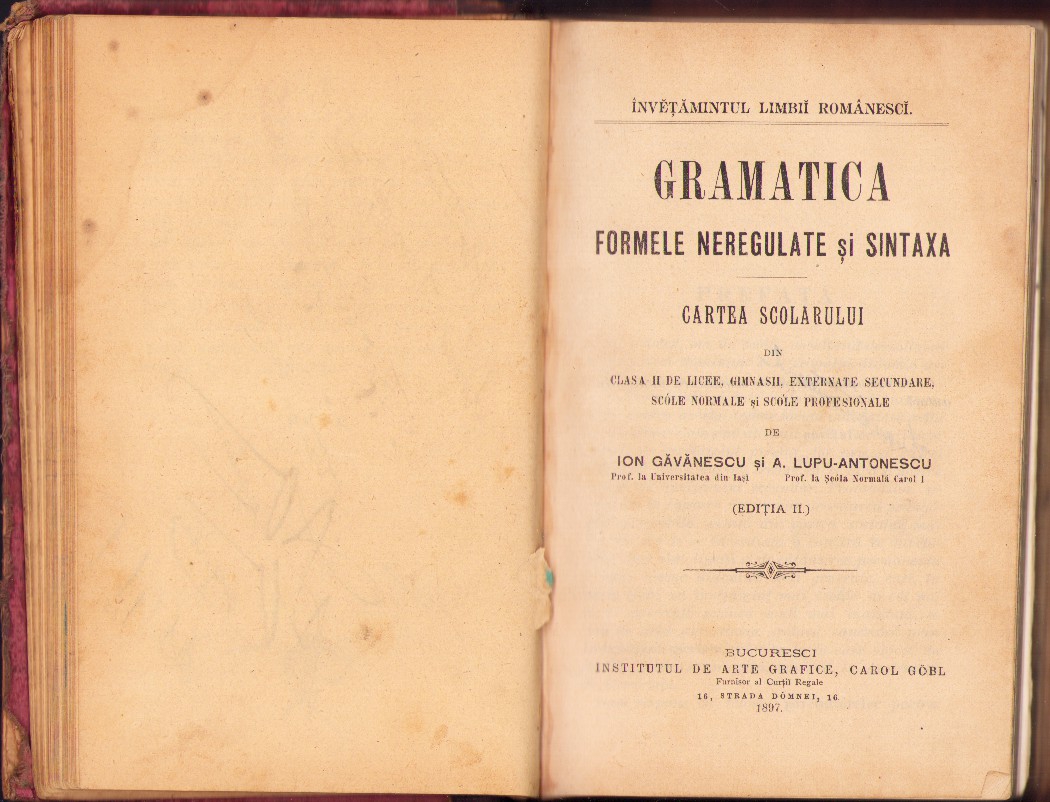 ÎNVĔȚĂMINTUL LIMBIĬ ROMÂNESCĬ.
GRAMATICA
FORMELE NEREGULATE și SINTAXA
CARTEA SCOLARULUI
DIN
CLASA II DE LICEE, GIMNASII, EXTERNATE SECUNDARE,
SCÓLE NORMALE și SCÓLE PROFESIONALE
DE
ION GĂVĂNESCU și A. LUPU-ANTONESCU
Prof. la Universitatea din Iașĭ Prof. la Șcóla Normală Carol I
(EDIȚIA II.)
BUCURESCI
INSTITUTUL DE ARTE GRAFICE, CAROL GÖBL
Furnisor al Curțiĭ Regale
16, STRADA DÓMNEI, 16.
1897.